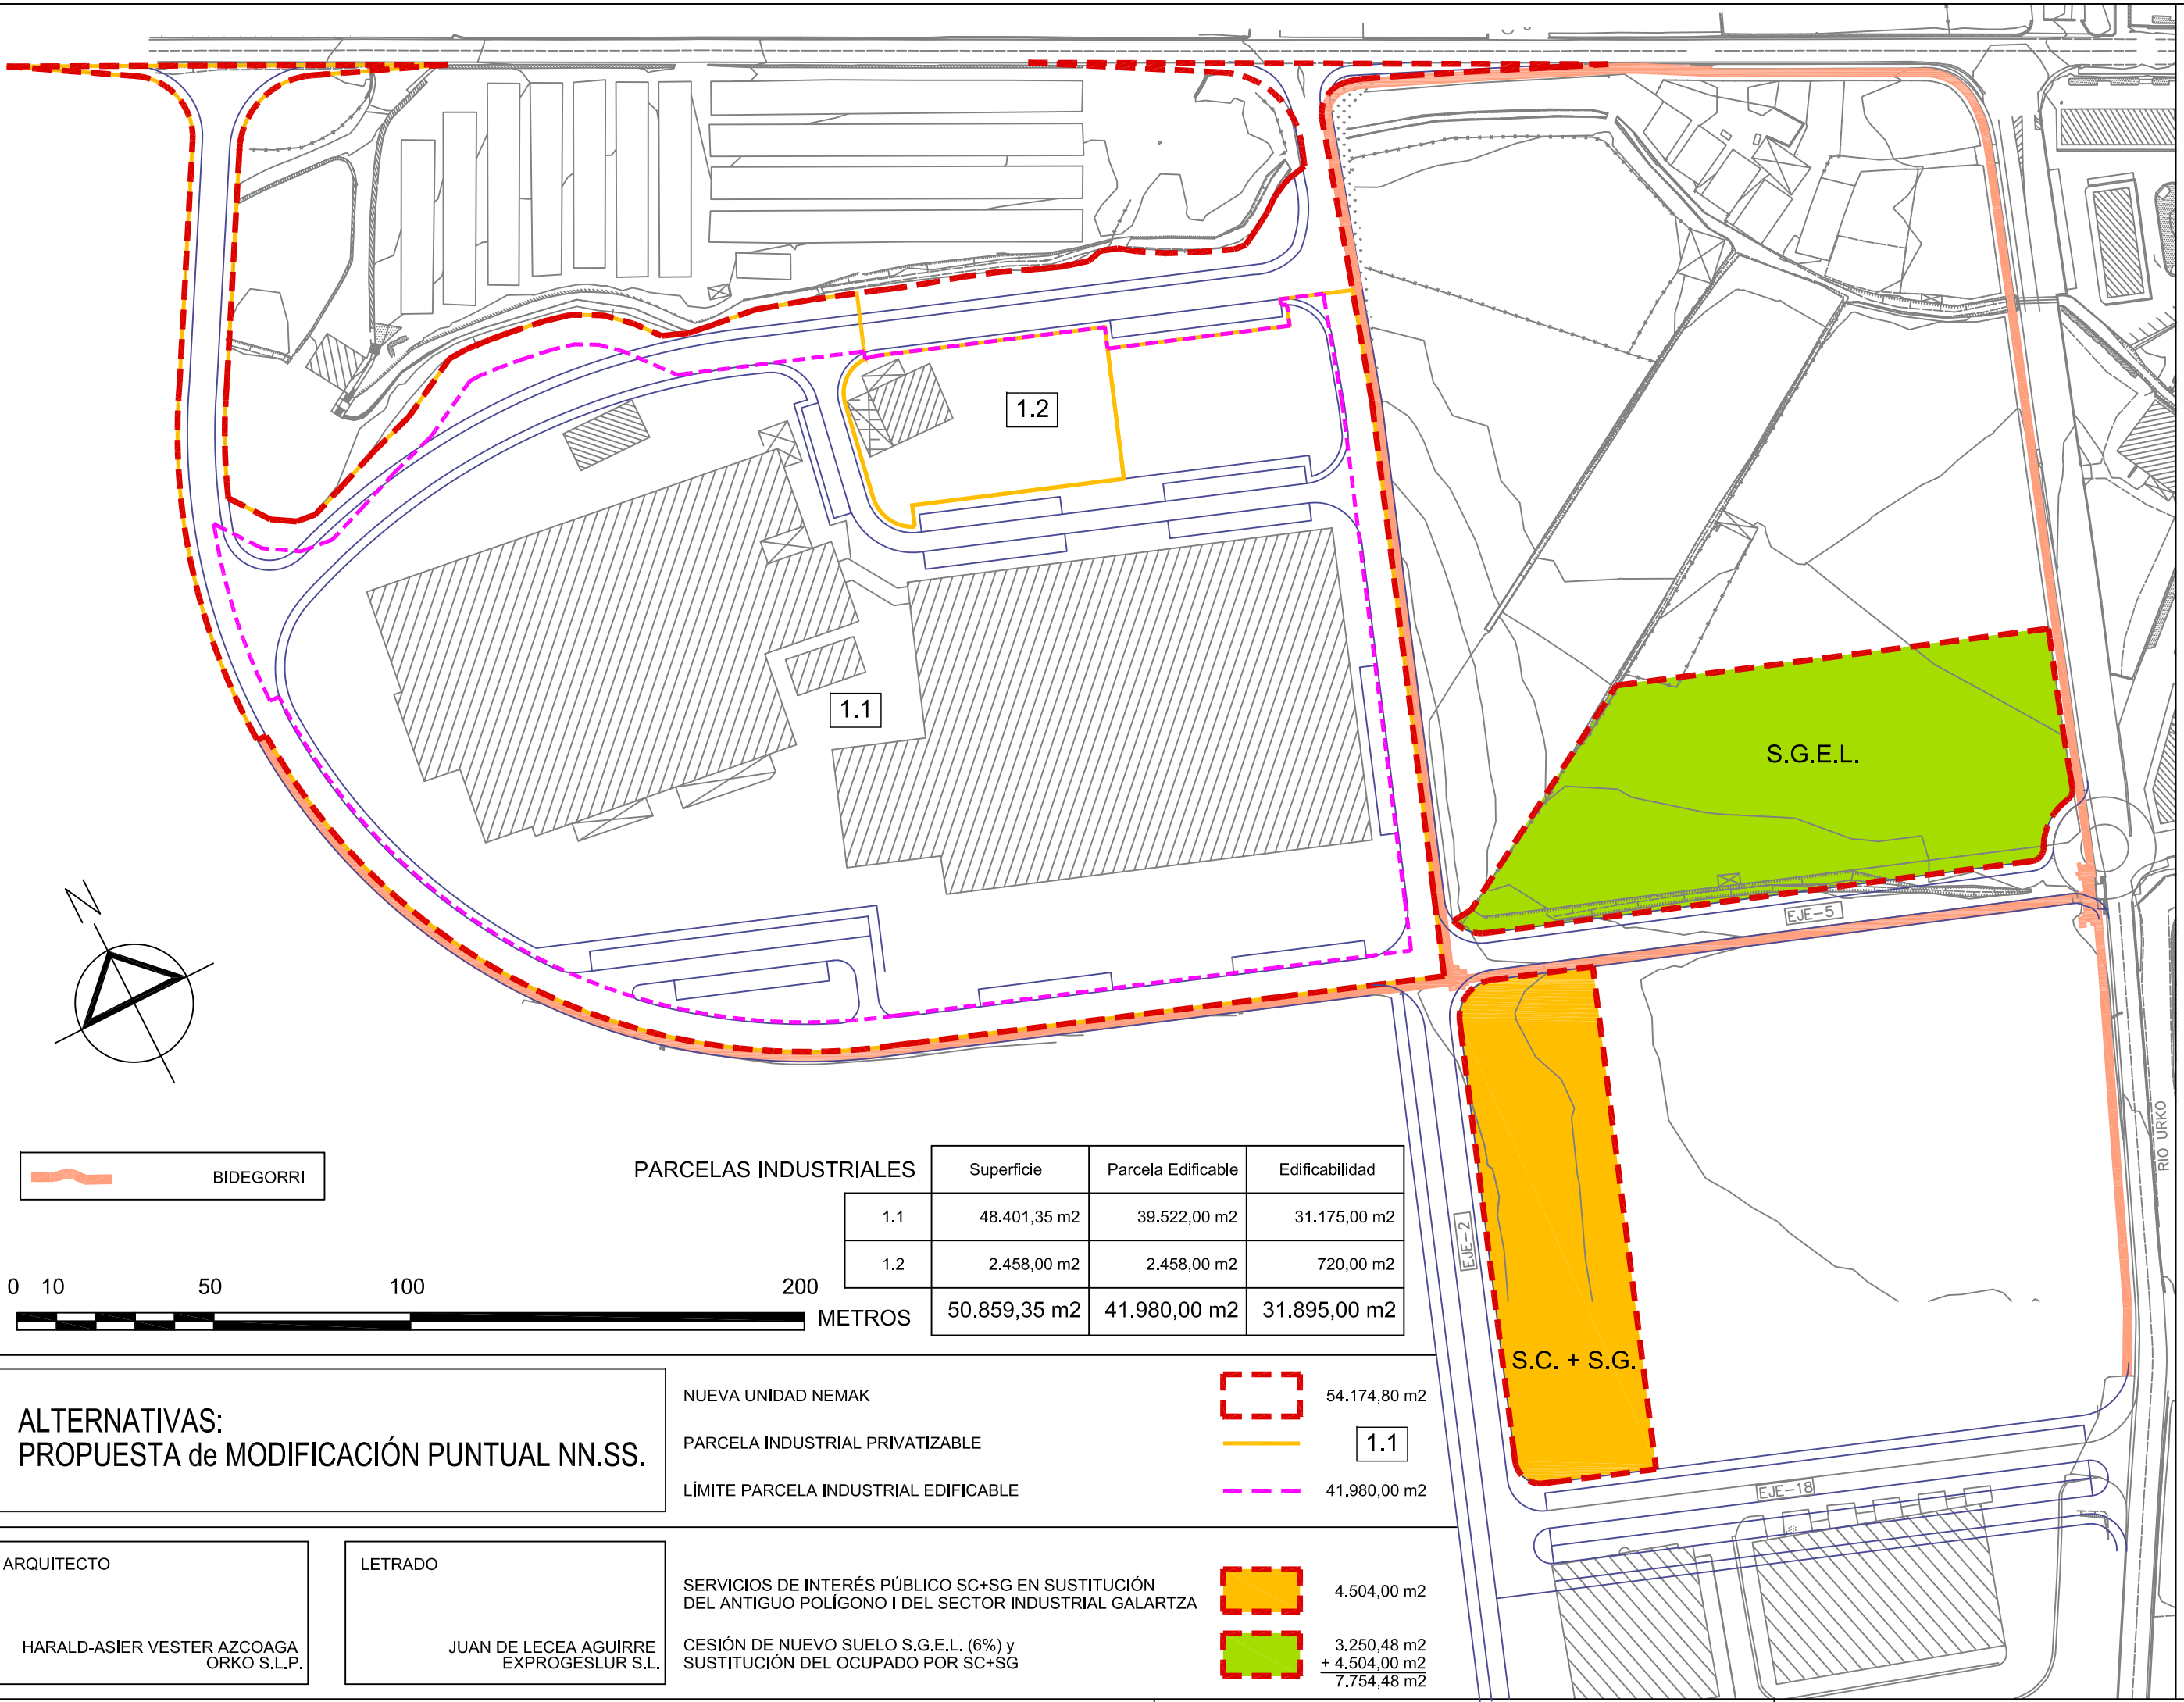 1.2
1.1
S.G.E.L.
N
EJE-5
BIDEGORRI
PARCELAS INDUSTRIALES
Superficie Parcela Edificable Edificabilidad
1.1 48.401,35 m2 39.522,00 m2 31.175,00 m2
1.2 2.458,00 m2 2.458,00 m2 720,00 m2
50.859,35 m2 41.980,00 m2 31.895,00 m2
0 10 50 100 200
METROS
EJE-2
RIO URKO
S.C. + S.G.
EJE-18
ALTERNATIVAS:
PROPUESTA de MODIFICACIÓN PUNTUAL NN.SS.
NUEVA UNIDAD NEMAK 54.174,80 m2
PARCELA INDUSTRIAL PRIVATIZABLE 1.1
LÍMITE PARCELA INDUSTRIAL EDIFICABLE 41.980,00 m2
ARQUITECTO
HARALD-ASIER VESTER AZCOAGA
ORKO S.L.P.
LETRADO
JUAN DE LECEA AGUIRRE
EXPROGESLUR S.L.
SERVICIOS DE INTERÉS PÚBLICO SC+SG EN SUSTITUCIÓN
DEL ANTIGUO POLÍGONO I DEL SECTOR INDUSTRIAL GALARTZA
4.504,00 m2
CESIÓN DE NUEVO SUELO S.G.E.L. (6%) y
SUSTITUCIÓN DEL OCUPADO POR SC+SG
3.250,48 m2
+ 4.504,00 m2
7.754,48 m2